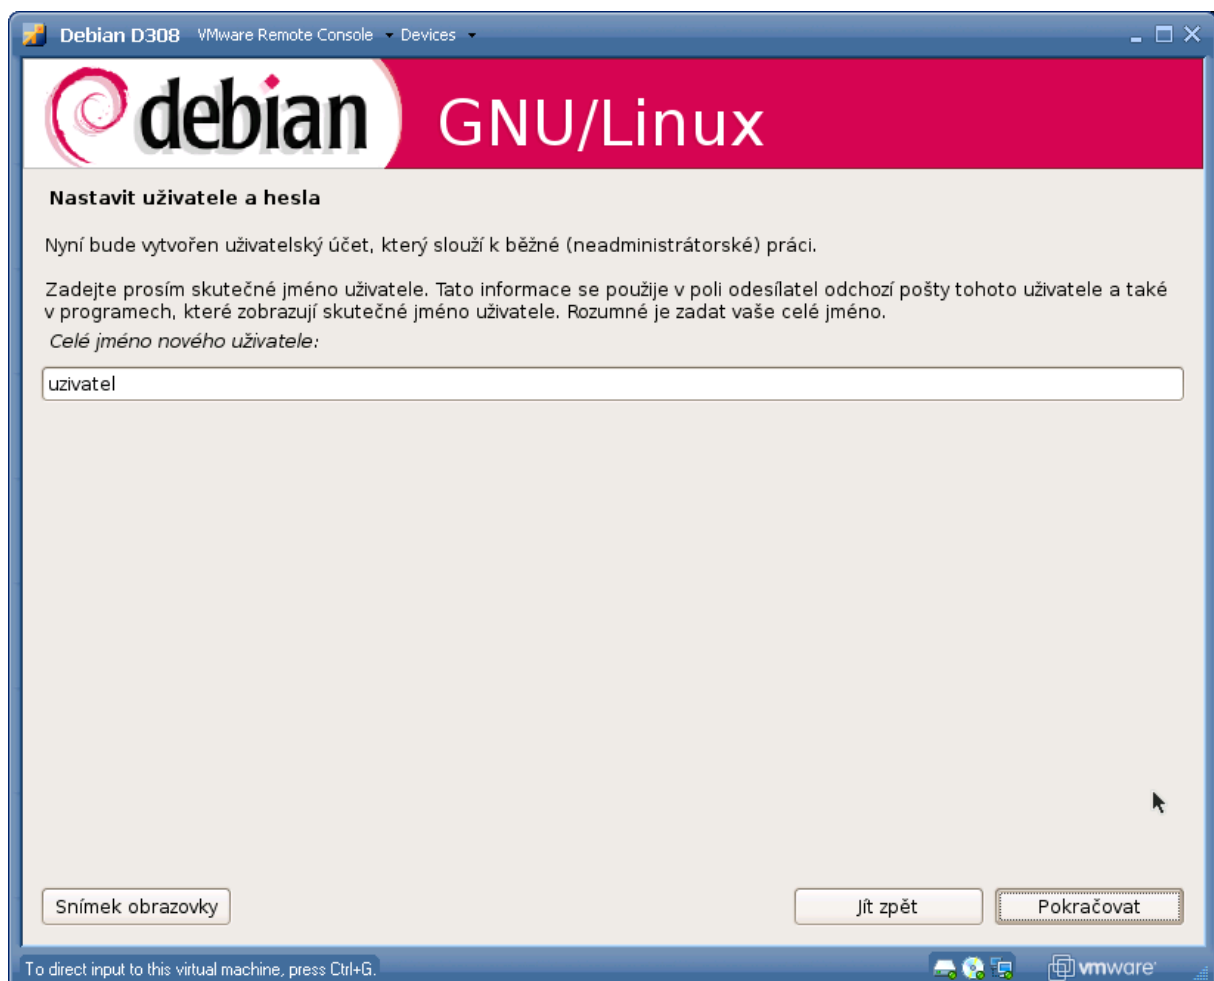 Debian D308 VMware Remote Console Devices
debian GNU/Linux
Nastavit uživatele a hesla
Nyní bude vytvořen uživatelský účet, který slouží k běžné (neadministrátorské) práci.
Zadejte prosím skutečné jméno uživatele. Tato informace se použije v poli odesílatel odchozí pošty tohoto uživatele a také
v programech, které zobrazují skutečné jméno uživatele. Rozumné je zadat vaše celé jméno.
Celé jméno nového uživatele:
uzivatel
Snímek obrazovky Jít zpět Pokračovat
To direct input to this virtual machine, press Ctrl+G. vmware